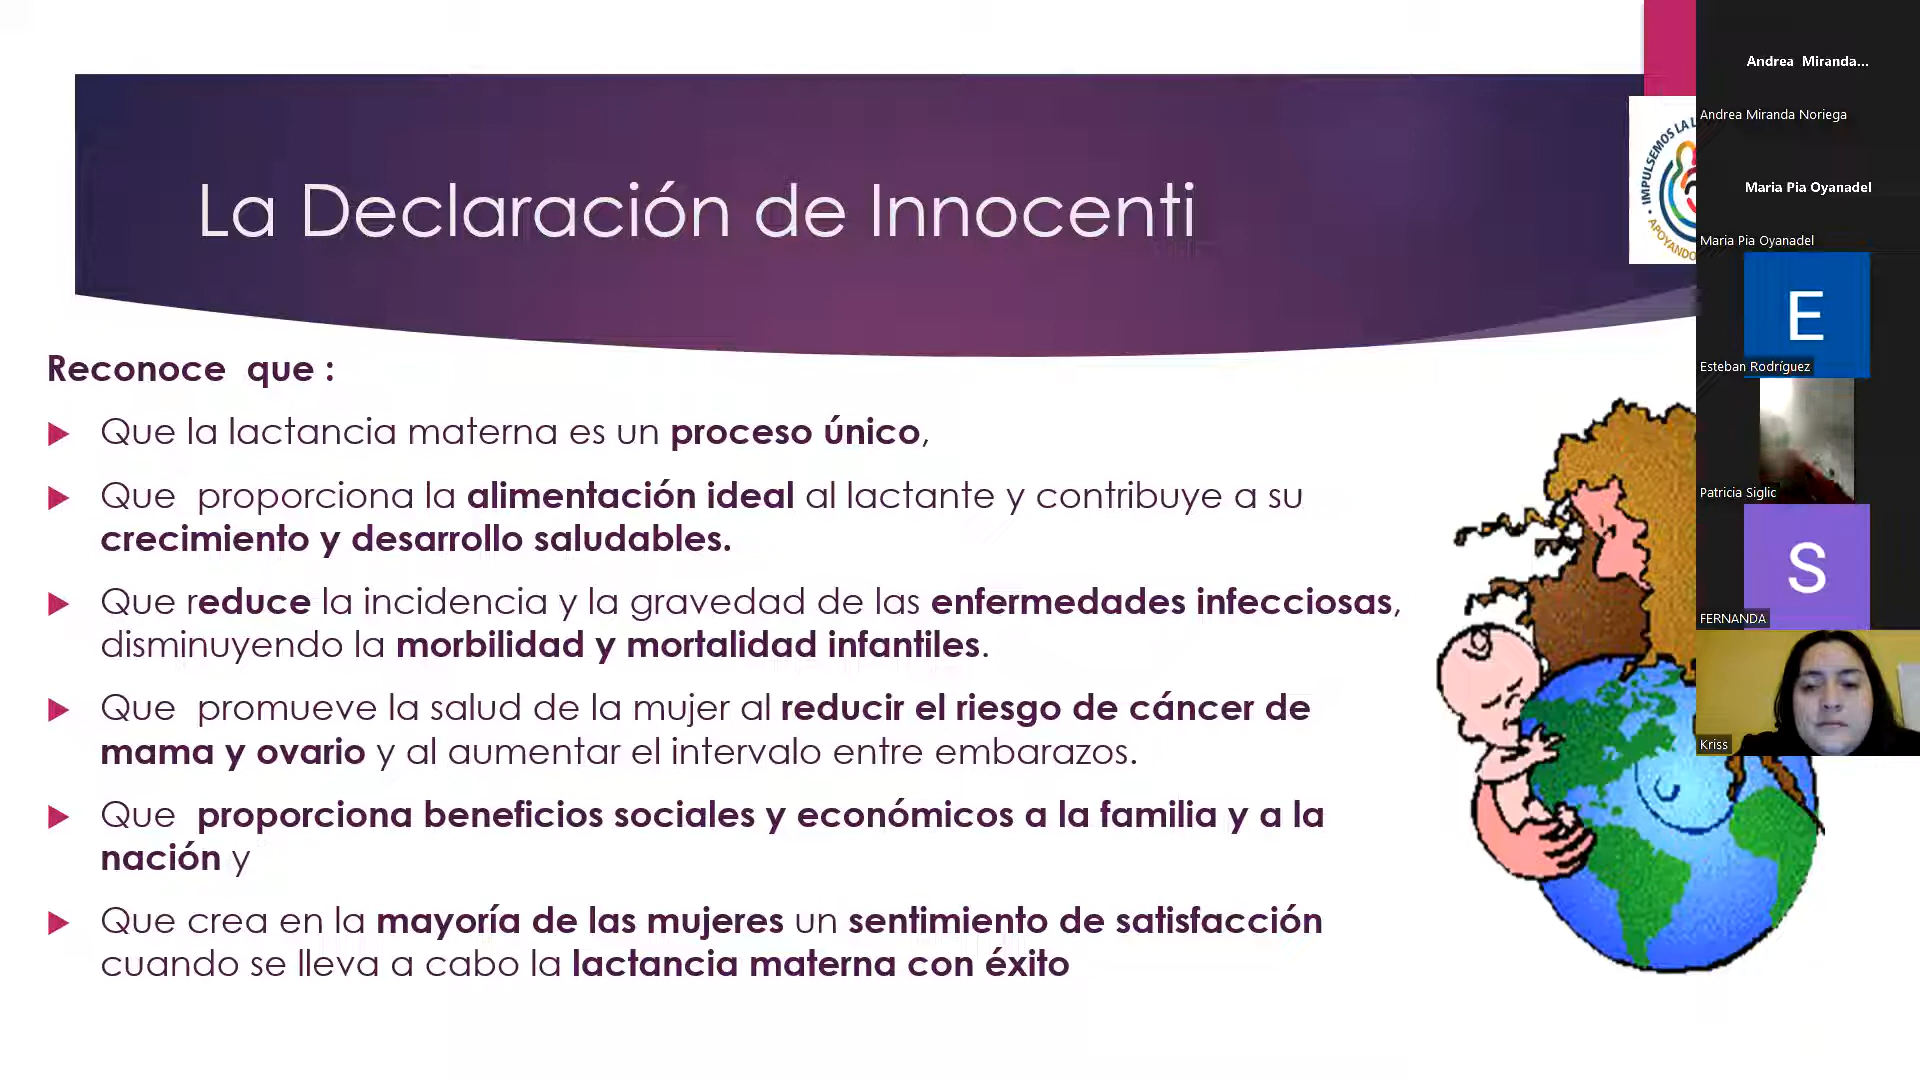 La Declaración de Innocenti
IMPULSEMOS LA L
APOYANDO
Reconoce que :
Que la lactancia materna es un proceso único,
Que proporciona la alimentación ideal al lactante y contribuye a su
crecimiento y desarrollo saludables.
Que reduce la incidencia y la gravedad de las enfermedades infecciosas,
disminuyendo la morbilidad y mortalidad infantiles.
Que promueve la salud de la mujer al reducir el riesgo de cáncer de
mama y ovario y al aumentar el intervalo entre embarazos.
Que proporciona beneficios sociales y económicos a la familia y a la
nación y
Que crea en la mayoría de las mujeres un sentimiento de satisfacción
cuando se lleva a cabo la lactancia materna con éxito
Andrea Miranda...
Andrea Miranda Noriega
Maria Pia Oyanadel
Maria Pia Oyanadel
E
Esteban Rodríguez
Patricia Siglic
S
FERNANDA
Kriss